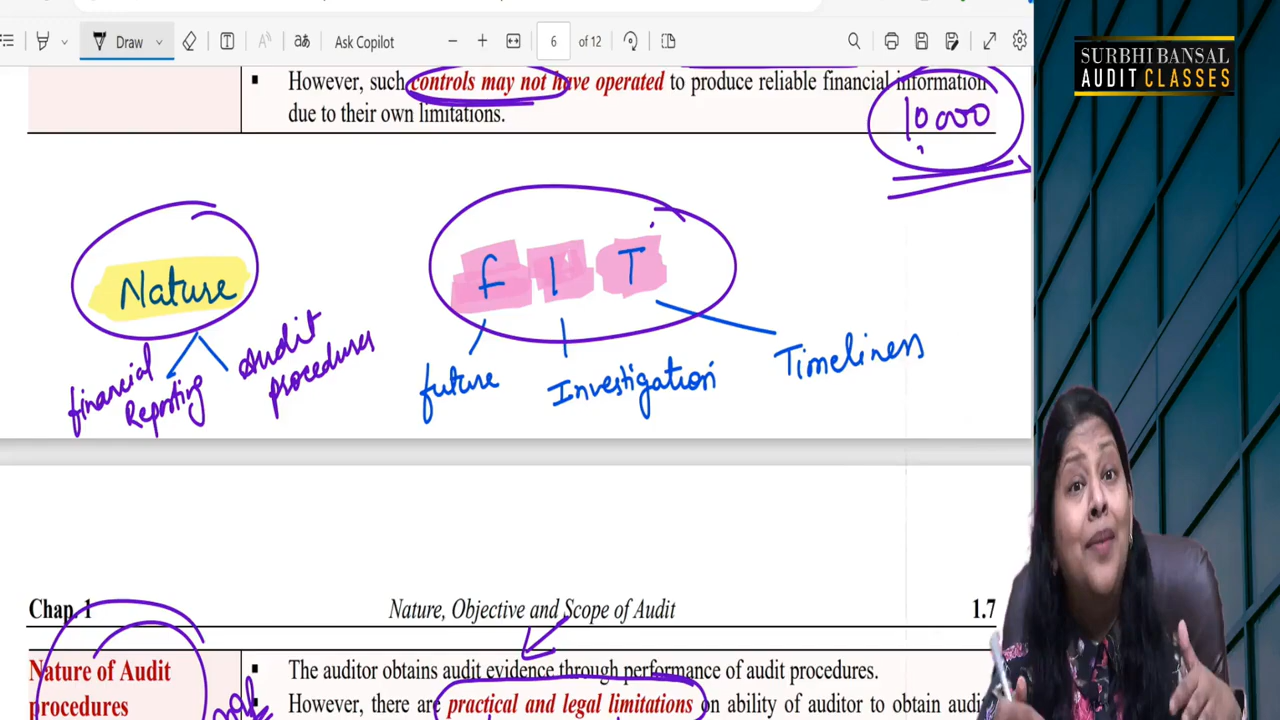 Draw
Ask Copilot
6
of 12
SURBHI BANSAL
AUDIT CLASSES
▪ However, such controls may not have operated to produce reliable financial information
due to their own limitations.
10,000
Nature
financial
Reporting
Audit
procedures
f I T
future
Investigation
Timeliness
Chap. 1
Nature, Objective and Scope of Audit
1.7
Nature of Audit
procedures
▪ The auditor obtains audit evidence through performance of audit procedures.
However, there are practical and legal limitations on ability of auditor to obtain audit